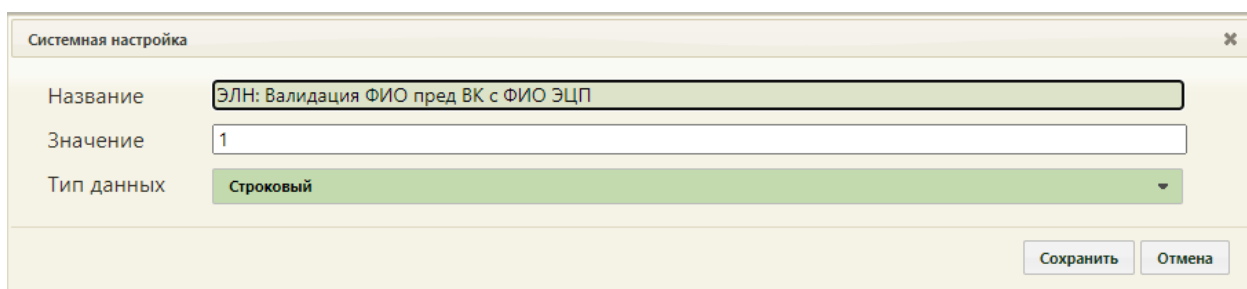 Системная настройка
Название ЭЛН: Валидация ФИО пред ВК с ФИО ЭЦП
Значение 1
Тип данных Строковый
Сохранить Отмена